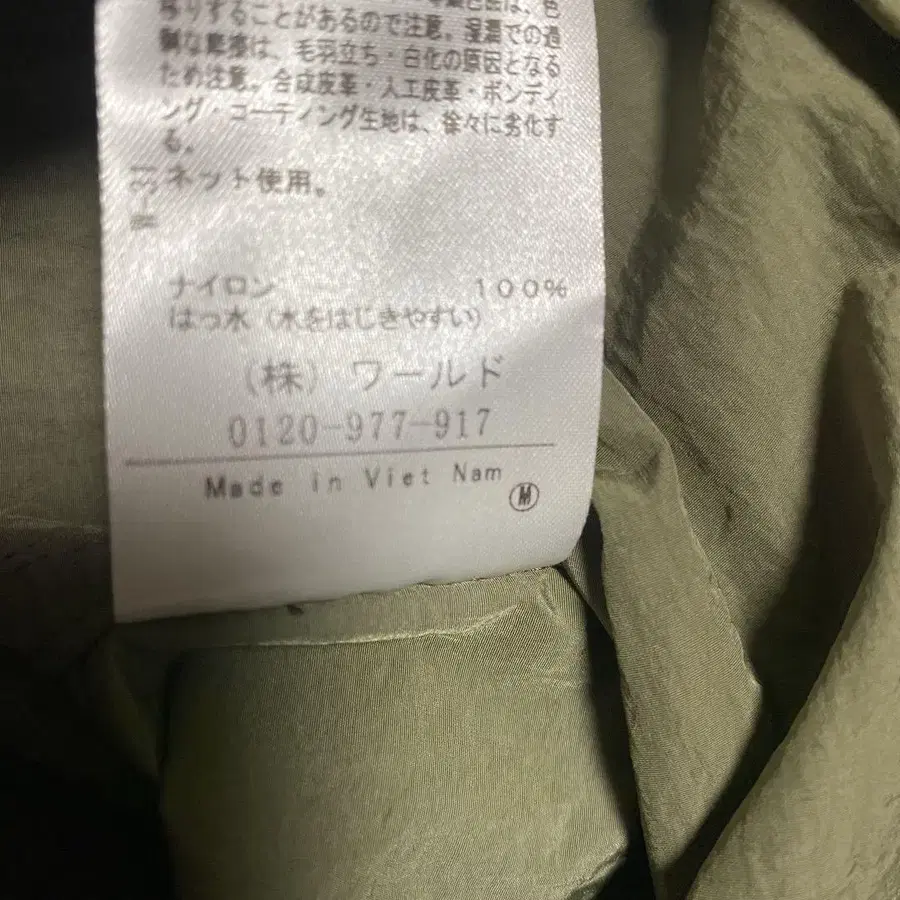 は、色
移りすることがあるので注意。湿潤での過
剰な摩擦は、毛羽立ち・白化の原因となる
ため注意。合成皮革・人工皮革・ボンディ
ング・コーティング生地は、徐々に劣化す
る。
ネット使用。
ナイロン 100%
はっ水（水をはじきやすい）
（株）ワールド
0120-977-917
Made in Viet Nam
M